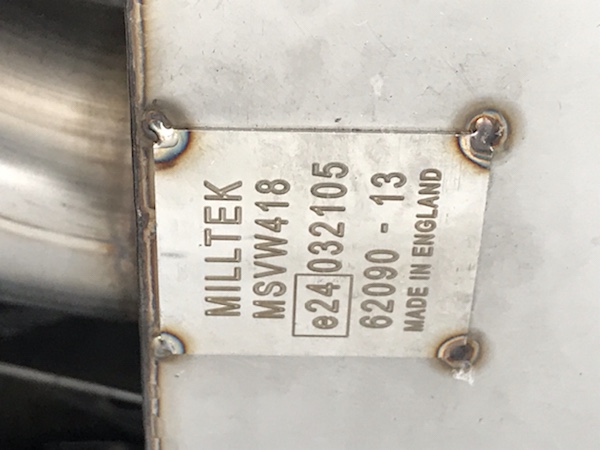 MILLTEK
MSVW418
e24 032105
62090 - 13
MADE IN ENGLAND